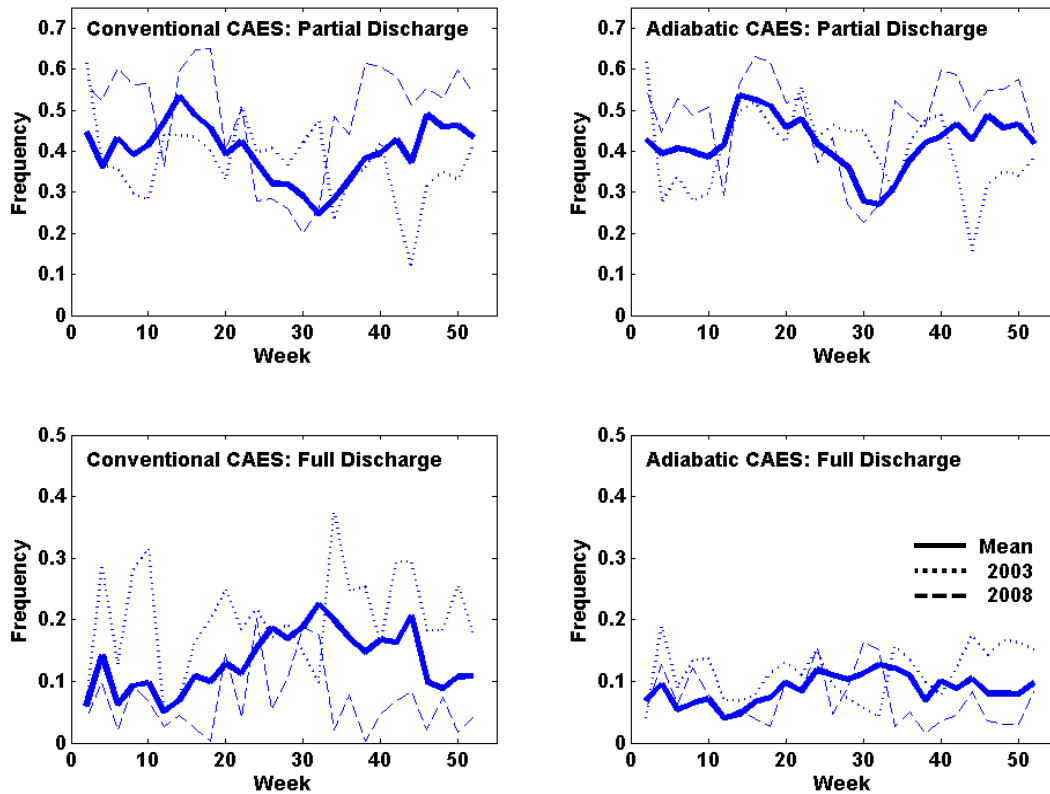 Conventional CAES: Partial Discharge
0.7
0.6
0.5
0.4
0.3
0.2
0.1
0
Frequency
0 10 20 30 40 50
Week
Adiabatic CAES: Partial Discharge
0.7
0.6
0.5
0.4
0.3
0.2
0.1
0
Frequency
0 10 20 30 40 50
Week
Conventional CAES: Full Discharge
0.5
0.4
0.3
0.2
0.1
0
Frequency
0 10 20 30 40 50
Week
Adiabatic CAES: Full Discharge
0.5
0.4
0.3
0.2
0.1
0
Frequency
Mean
2003
2008
0 10 20 30 40 50
Week